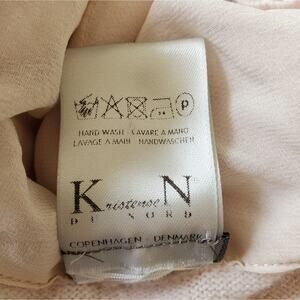 P
HAND WASH - LAVARE A MANO
LAVAGE A MAIN HANDWASCHEN
Kristensen N
DU NORD
COPENHAGEN - DENMARK